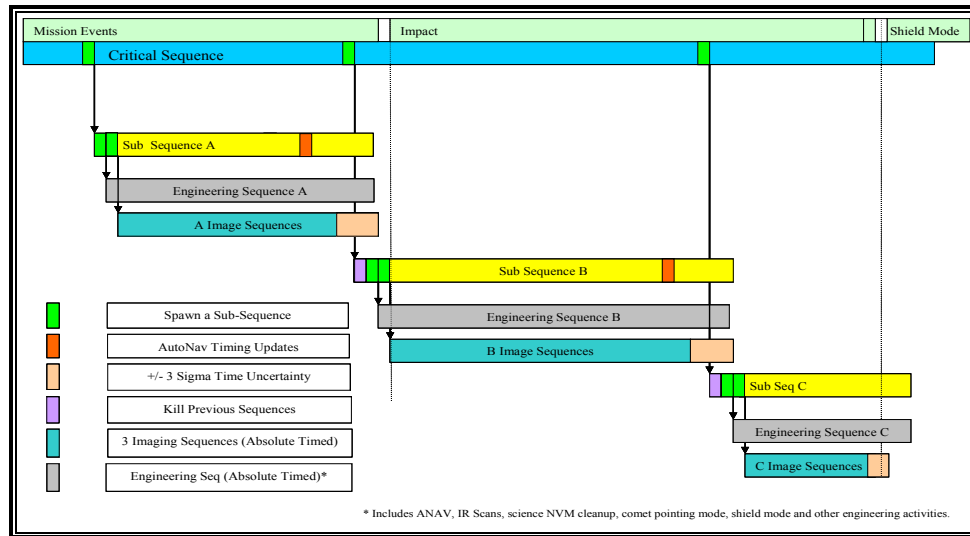 Mission Events
Impact
Shield Mode
Critical Sequence
Sub Sequence A
Engineering Sequence A
A Image Sequences
Sub Sequence B
Engineering Sequence B
B Image Sequences
Sub Seq C
Engineering Sequence C
C Image Sequences
Spawn a Sub-Sequence
AutoNav Timing Updates
+/- 3 Sigma Time Uncertainty
Kill Previous Sequences
3 Imaging Sequences (Absolute Timed)
Engineering Seq (Absolute Timed)*
* Includes ANAV, IR Scans, science NVM cleanup, comet pointing mode, shield mode and other engineering activities.